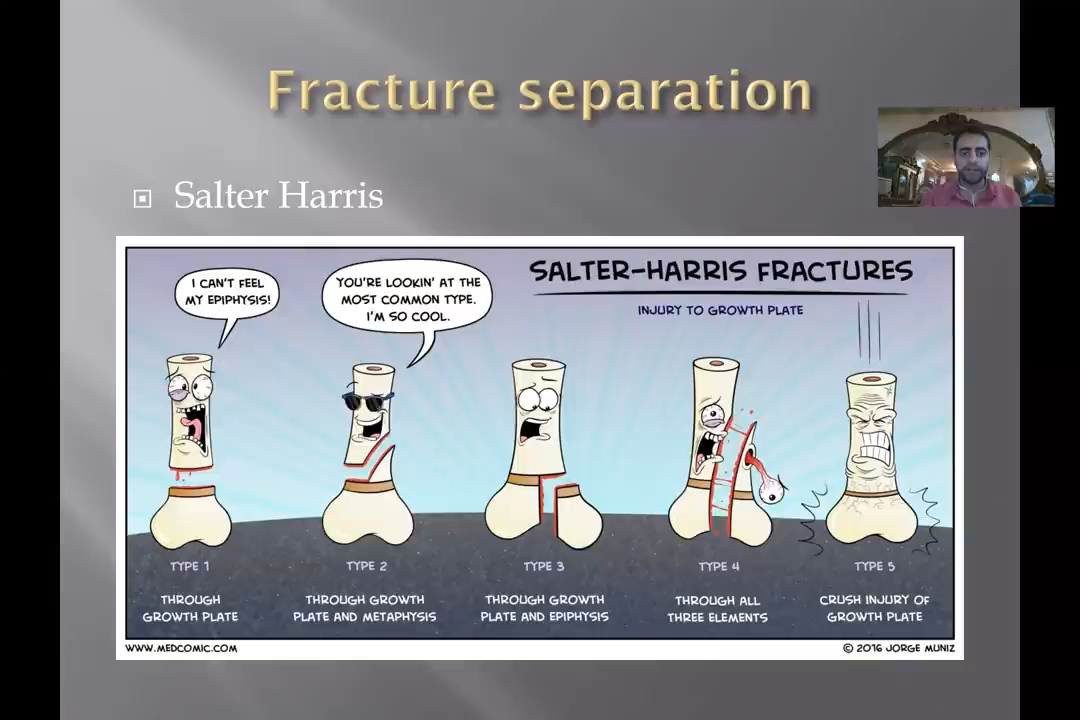 Fracture separation
Salter Harris
SALTER-HARRIS FRACTURES
INJURY TO GROWTH PLATE
I CAN'T FEEL
MY EPIPHYSIS!
YOU'RE LOOKIN' AT THE
MOST COMMON TYPE.
I'M SO COOL.
TYPE 1
THROUGH
GROWTH PLATE
TYPE 2
THROUGH GROWTH
PLATE AND METAPHYSIS
TYPE 3
THROUGH GROWTH
PLATE AND EPIPHYSIS
TYPE 4
THROUGH ALL
THREE ELEMENTS
TYPE 5
CRUSH INJURY OF
GROWTH PLATE
WWW.MEDCOMIC.COM
© 2016 JORGE MUNIZ